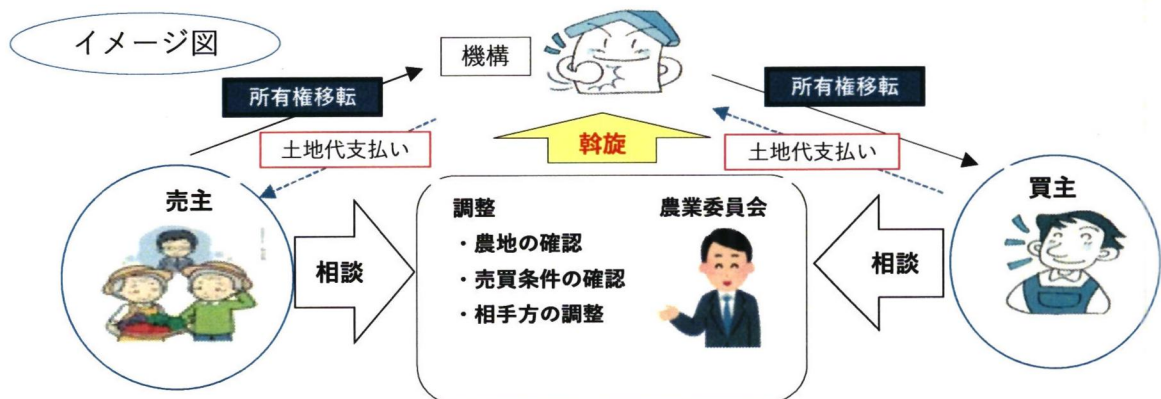 イメージ図
機構
所有権移転
所有権移転
土地代支払い
斡旋
土地代支払い
売主
調整
農業委員会
買主
・農地の確認
・売買条件の確認
・相手方の調整
相談
相談